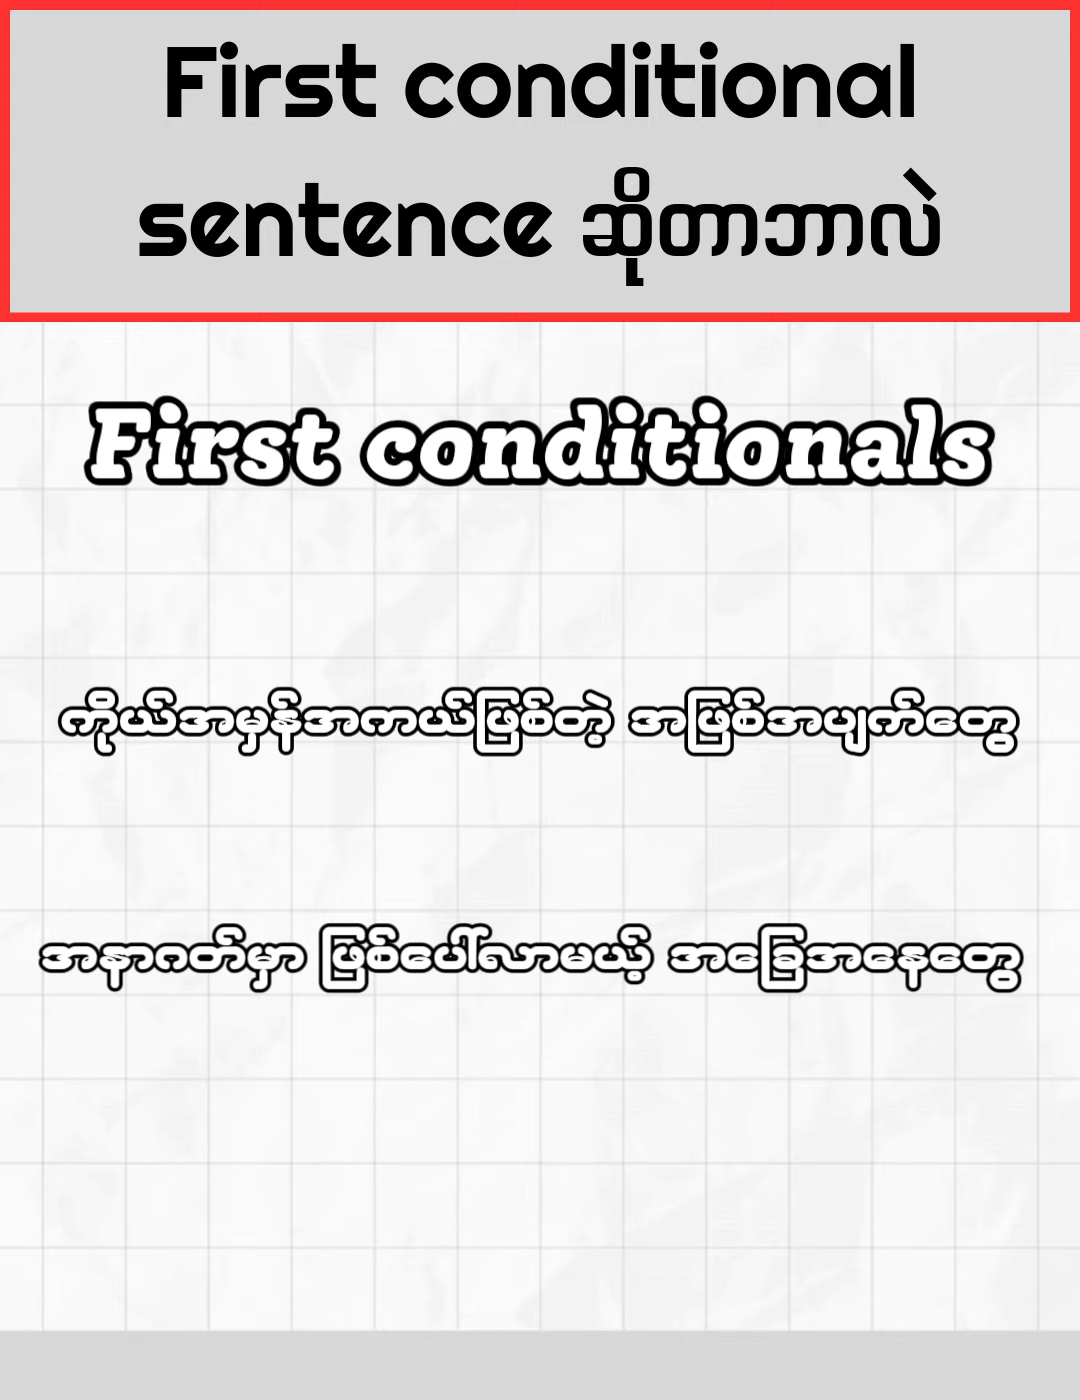 First conditional
sentence ဆိုတာဘာလဲ
First conditionals
ကိုယ်အမှန်အကယ်ဖြစ်တဲ့ အဖြစ်အပျက်တွေ
အနာဂတ်မှာ ဖြစ်ပေါ်လာမယ့် အခြေအနေတွေ